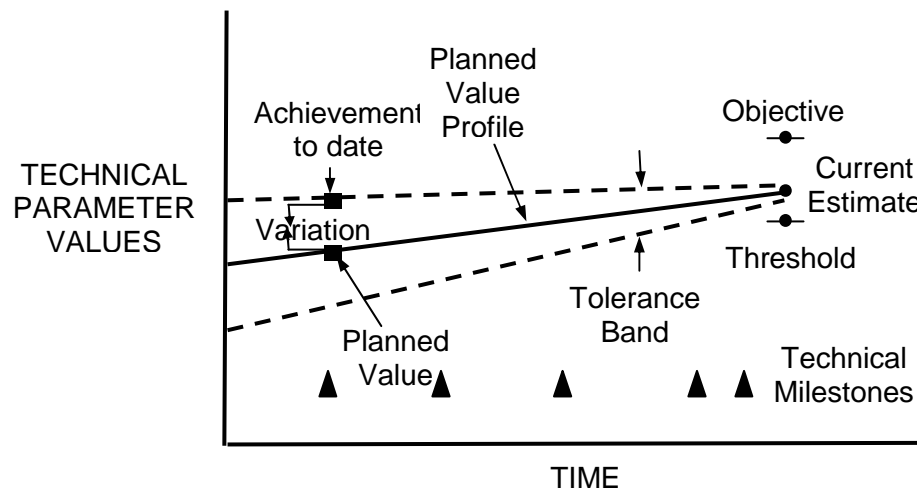 Planned
Value
Profile
Achievement
to date
Objective
TECHNICAL
PARAMETER
VALUES
Current
Estimate
Variation
Threshold
Tolerance
Band
Planned
Value
Technical
Milestones
TIME